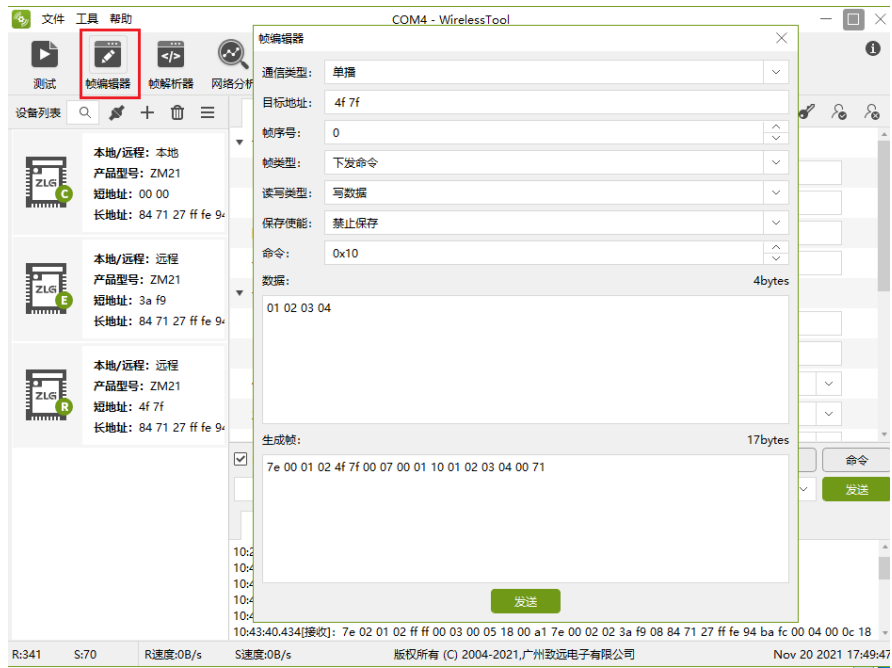 文件 工具 帮助 COM4 - WirelessTool
测试 帧编辑器 帧解析器 网络分析
设备列表
ZLG C
本地/远程：本地
产品型号：ZM21
短地址：00 00
长地址：84 71 27 ff fe 94
ZLG E
本地/远程：远程
产品型号：ZM21
短地址：3a f9
长地址：84 71 27 ff fe 94
ZLG R
本地/远程：远程
产品型号：ZM21
短地址：4f 7f
长地址：84 71 27 ff fe 94
帧编辑器
通信类型： 单播
目标地址： 4f 7f
帧序号： 0
帧类型： 下发命令
读写类型： 写数据
保存使能： 禁止保存
命令： 0x10
数据： 4bytes
01 02 03 04
生成帧： 17bytes
7e 00 01 02 4f 7f 00 07 00 01 10 01 02 03 04 00 71
发送
命令
发送
10:43:40.434[接收]：7e 02 01 02 ff ff 00 03 00 05 18 00 a1 7e 00 02 02 3a f9 08 84 71 27 ff fe 94 ba fc 00 04 00 0c 18
R:341 S:70 R速度:0B/s S速度:0B/s 版权所有 (C) 2004-2021,广州致远电子有限公司 Nov 20 2021 17:49:47